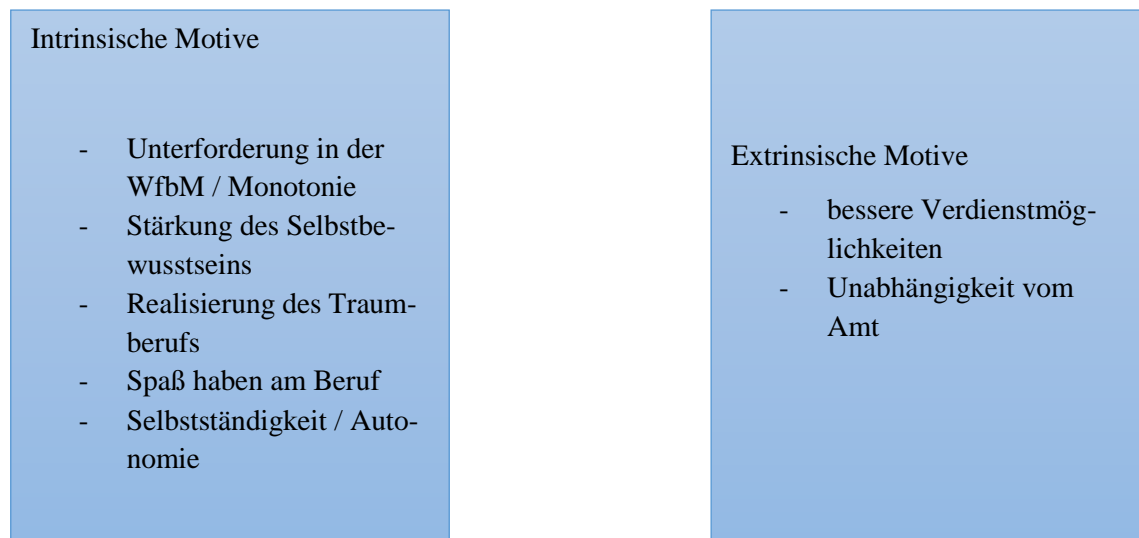 Intrinsische Motive
- Unterforderung in der
WfbM / Monotonie
- Stärkung des Selbstbe-
wusstseins
- Realisierung des Traum-
berufs
- Spaß haben am Beruf
- Selbstständigkeit / Auto-
nomie
Extrinsische Motive
- bessere Verdienstmög-
lichkeiten
- Unabhängigkeit vom
Amt